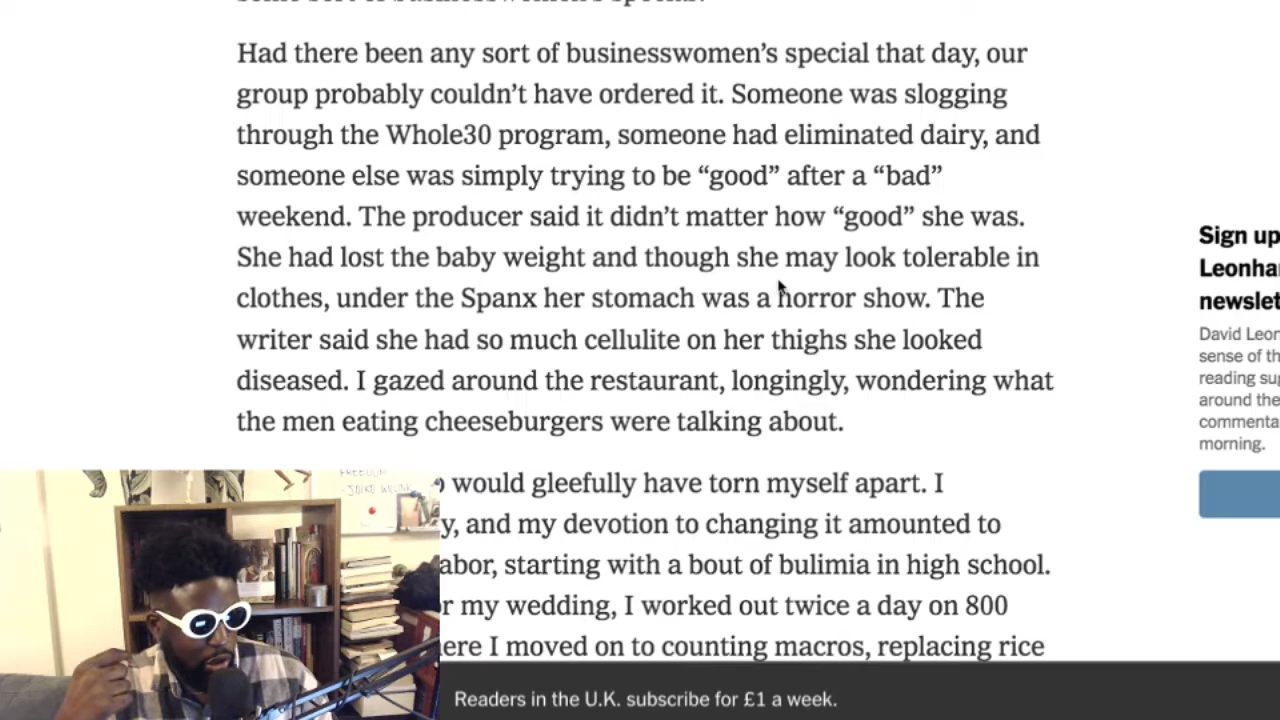 Had there been any sort of businesswomen's special that day, our
group probably couldn't have ordered it. Someone was slogging
through the Whole30 program, someone had eliminated dairy, and
someone else was simply trying to be “good” after a “bad”
weekend. The producer said it didn't matter how “good” she was.
She had lost the baby weight and though she may look tolerable in
clothes, under the Spanx her stomach was a horror show. The
writer said she had so much cellulite on her thighs she looked
diseased. I gazed around the restaurant, longingly, wondering what
the men eating cheeseburgers were talking about.
would gleefully have torn myself apart. I
and my devotion to changing it amounted to
starting with a bout of bulimia in high school.
my wedding, I worked out twice a day on 800
I moved on to counting macros, replacing rice
Sign up
newslet
David Leon
sense of th
reading sug
around the
commenta
morning.
Readers in the U.K. subscribe for £1 a week.